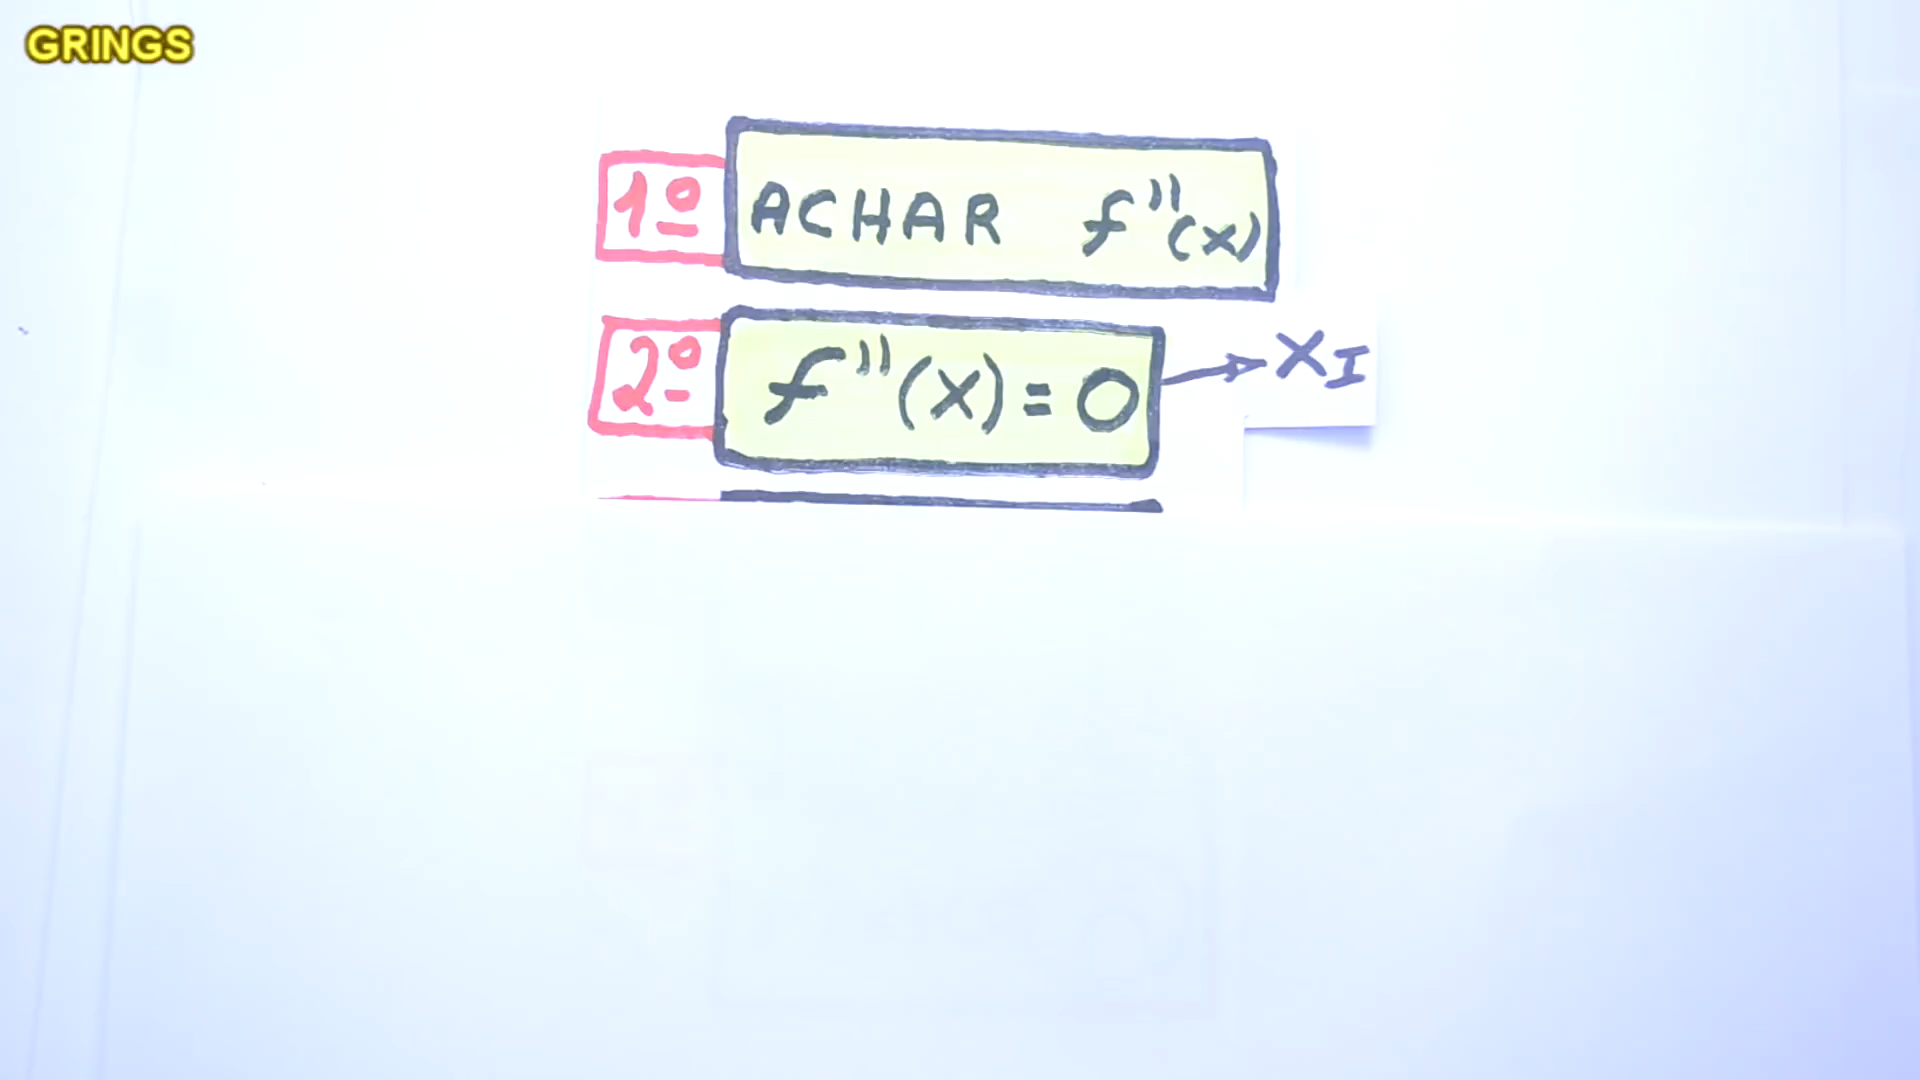 GRINGS
1º ACHAR f''(x)
2º f''(x) = 0 → x_I